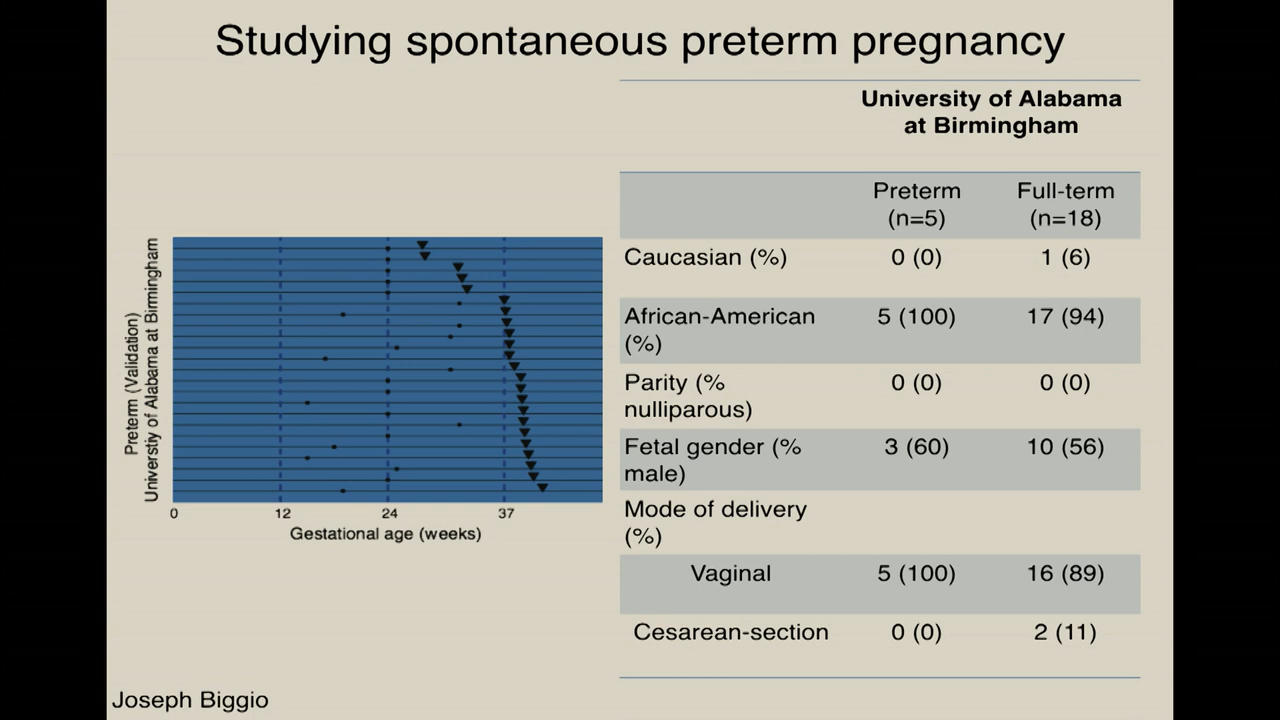 Studying spontaneous preterm pregnancy
University of Alabama
at Birmingham
Preterm
(n=5)
Full-term
(n=18)
Caucasian (%)
0 (0)
1 (6)
African-American
(%)
5 (100)
17 (94)
Parity (%
nulliparous)
0 (0)
0 (0)
Fetal gender (%
male)
3 (60)
10 (56)
Mode of delivery
(%)
Vaginal
5 (100)
16 (89)
Cesarean-section
0 (0)
2 (11)
Preterm (Validation)
Universtiy of Alabama at Birmingham
0
12
24
37
Gestational age (weeks)
Joseph Biggio